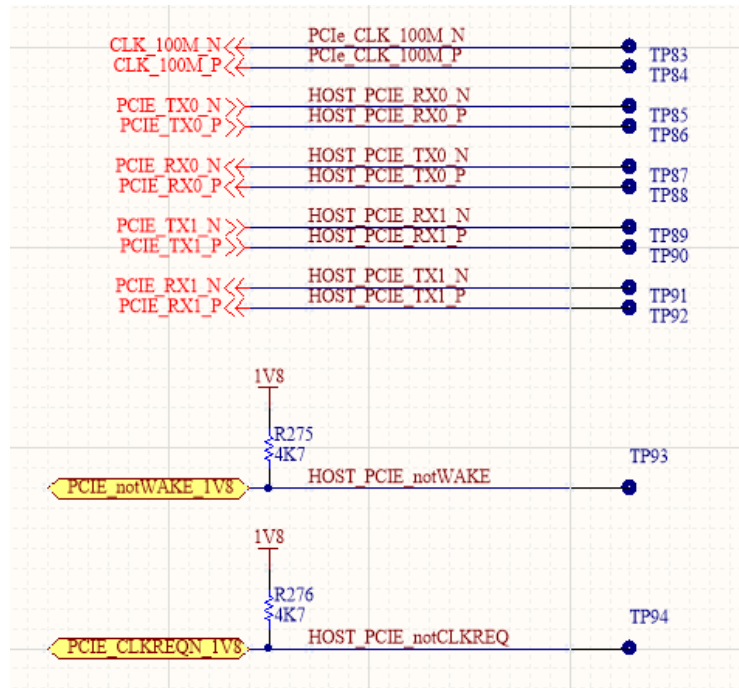 CLK_100M_N PCIe_CLK_100M_N TP83
CLK_100M_P PCIe_CLK_100M_P TP84
PCIE_TX0_N HOST_PCIE_RX0_N TP85
PCIE_TX0_P HOST_PCIE_RX0_P TP86
PCIE_RX0_N HOST_PCIE_TX0_N TP87
PCIE_RX0_P HOST_PCIE_TX0_P TP88
PCIE_TX1_N HOST_PCIE_RX1_N TP89
PCIE_TX1_P HOST_PCIE_RX1_P TP90
PCIE_RX1_N HOST_PCIE_TX1_N TP91
PCIE_RX1_P HOST_PCIE_TX1_P TP92
1V8
R275
4K7
TP93
PCIE_notWAKE_1V8 HOST_PCIE_notWAKE
1V8
R276
4K7
TP94
PCIE_CLKREQN_1V8 HOST_PCIE_notCLKREQ